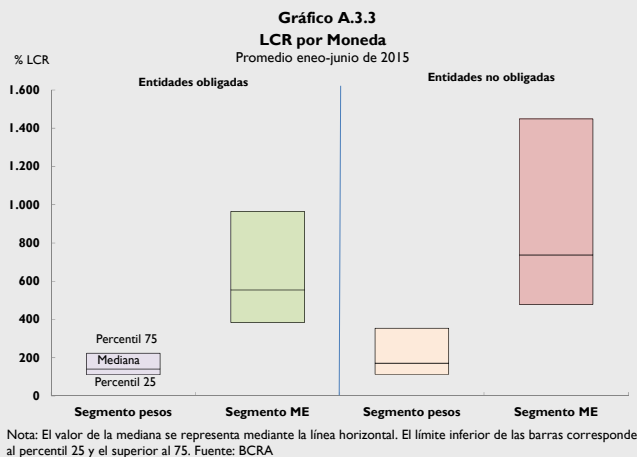 Gráfico A.3.3
LCR por Moneda
Promedio eneo-junio de 2015
% LCR
Entidades obligadas
Entidades no obligadas
1.600
1.400
1.200
1.000
800
600
400
200
0
Percentil 75
Mediana
Percentil 25
Segmento pesos
Segmento ME
Segmento pesos
Segmento ME
Nota: El valor de la mediana se representa mediante la línea horizontal. El límite inferior de las barras corresponde
al percentil 25 y el superior al 75. Fuente: BCRA